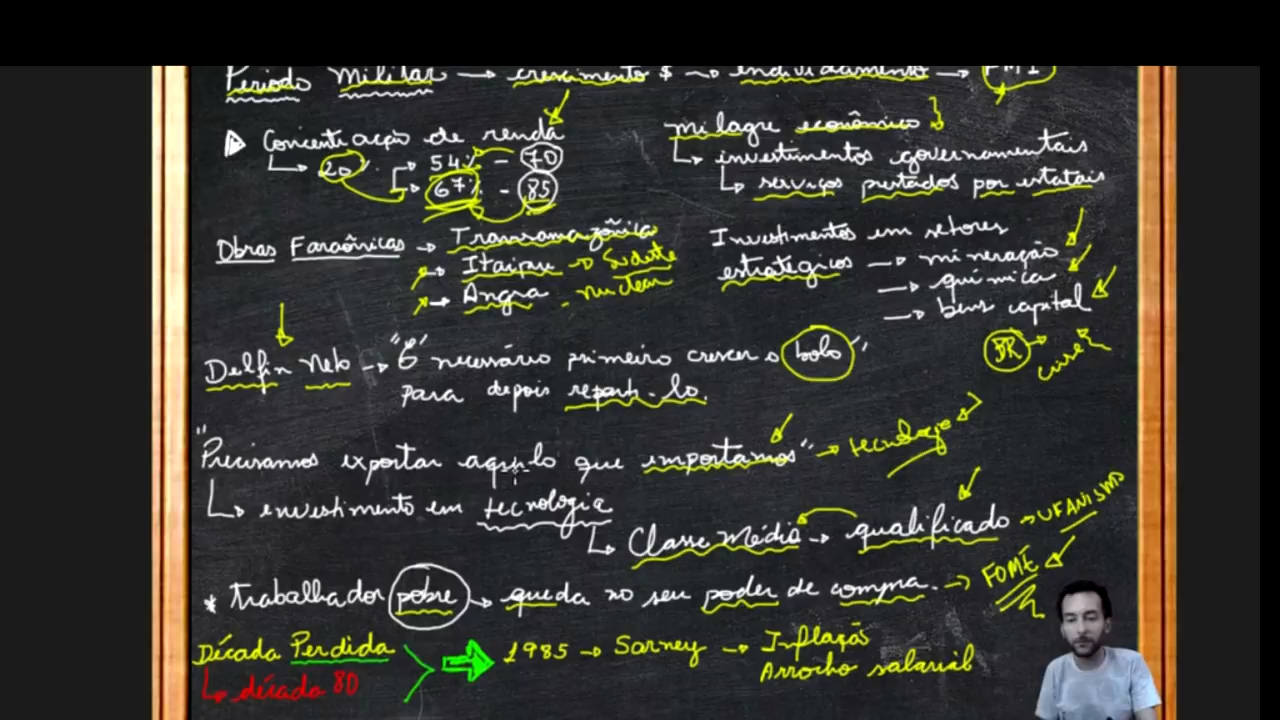 Período Militar → crescimento $ → endividamento → FMI
Concentração de renda
20% → 54% - 70
→ 67% - 85
milagre econômico }
↳ investimentos governamentais
↳ serviços prestados por estatais
Obras Faraônicas → Transamazônica
→ Itaipu → Sudeste
→ Angra - nuclear
Investimentos em setores
estratégicos → mineração
→ química
→ bens capital
Delfin Neto → "É necessário primeiro crescer o bolo"
para depois reparti-lo.
BR →
"Precisamos exportar aquilo que importamos" → tecnologia
↳ investimento em tecnologia
↳ Classe Média → qualificado → UFANISMO
* trabalhador pobre → queda no seu poder de compra. → FOME
Década Perdida
↳ década 80
1985 → Sarney → Inflação
Arrocho salarial